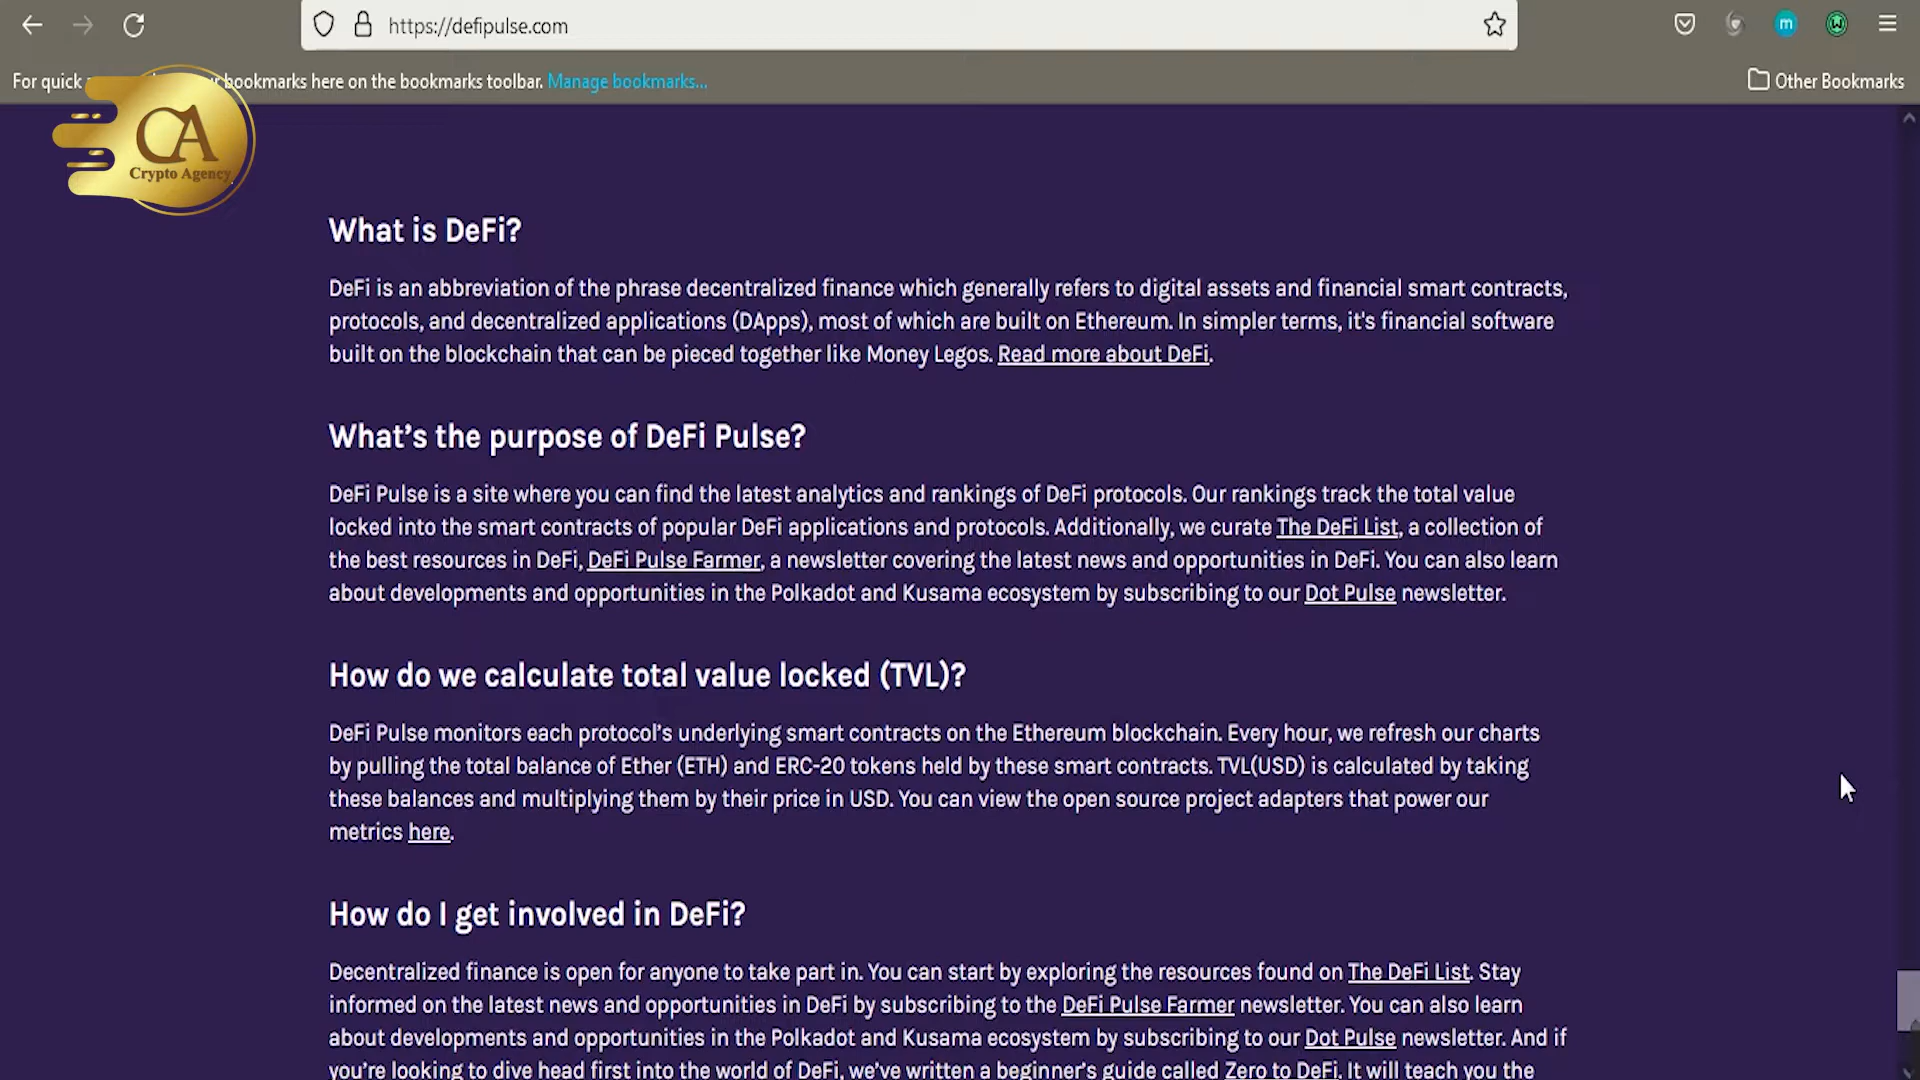 https://defipulse.com
For quick bookmarks here on the bookmarks toolbar. Manage bookmarks...
Other Bookmarks
CA
Crypto Agency
m
What is DeFi?
DeFi is an abbreviation of the phrase decentralized finance which generally refers to digital assets and financial smart contracts,
protocols, and decentralized applications (DApps), most of which are built on Ethereum. In simpler terms, it's financial software
built on the blockchain that can be pieced together like Money Legos. Read more about DeFi.
What's the purpose of DeFi Pulse?
DeFi Pulse is a site where you can find the latest analytics and rankings of DeFi protocols. Our rankings track the total value
locked into the smart contracts of popular DeFi applications and protocols. Additionally, we curate The DeFi List, a collection of
the best resources in DeFi, DeFi Pulse Farmer, a newsletter covering the latest news and opportunities in DeFi. You can also learn
about developments and opportunities in the Polkadot and Kusama ecosystem by subscribing to our Dot Pulse newsletter.
How do we calculate total value locked (TVL)?
DeFi Pulse monitors each protocol's underlying smart contracts on the Ethereum blockchain. Every hour, we refresh our charts
by pulling the total balance of Ether (ETH) and ERC-20 tokens held by these smart contracts. TVL(USD) is calculated by taking
these balances and multiplying them by their price in USD. You can view the open source project adapters that power our
metrics here.
How do I get involved in DeFi?
Decentralized finance is open for anyone to take part in. You can start by exploring the resources found on The DeFi List. Stay
informed on the latest news and opportunities in DeFi by subscribing to the DeFi Pulse Farmer newsletter. You can also learn
about developments and opportunities in the Polkadot and Kusama ecosystem by subscribing to our Dot Pulse newsletter. And if
you're looking to dive head first into the world of DeFi, we've written a beginner's guide called Zero to DeFi. It will teach you the